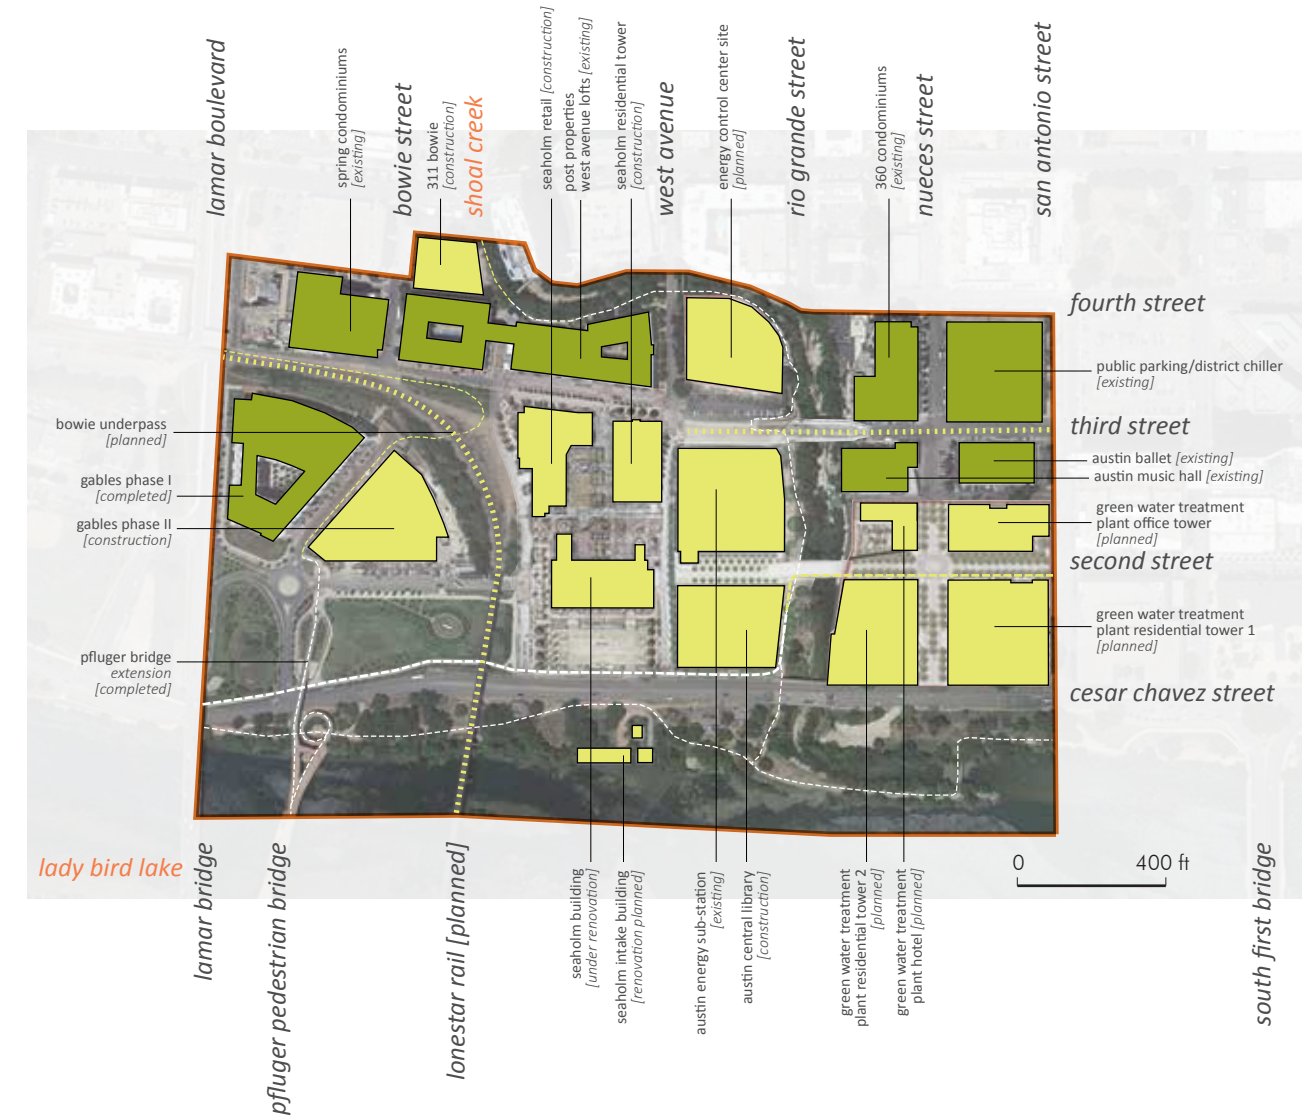 lamar boulevard
spring condominiums
[existing]
bowie street
311 bowie
[construction]
shoal creek
seaholm retail [construction]
post properties
west avenue lofts [existing]
seaholm residential tower
[construction]
west avenue
energy control center site
[planned]
rio grande street
360 condominiums
[existing]
nueces street
san antonio street
fourth street
public parking/district chiller
[existing]
third street
austin ballet [existing]
austin music hall [existing]
green water treatment
plant office tower
[planned]
second street
green water treatment
plant residential tower 1
[planned]
cesar chavez street
bowie underpass
[planned]
gables phase I
[completed]
gables phase II
[construction]
pfluger bridge
extension
[completed]
lady bird lake
lamar bridge
pfluger pedestrian bridge
lonestar rail [planned]
seaholm building
[under renovation]
seaholm intake building
[renovation planned]
austin energy sub-station
[existing]
austin central library
[construction]
green water treatment
plant residential tower 2
[planned]
green water treatment
plant hotel [planned]
0 400 ft
south first bridge